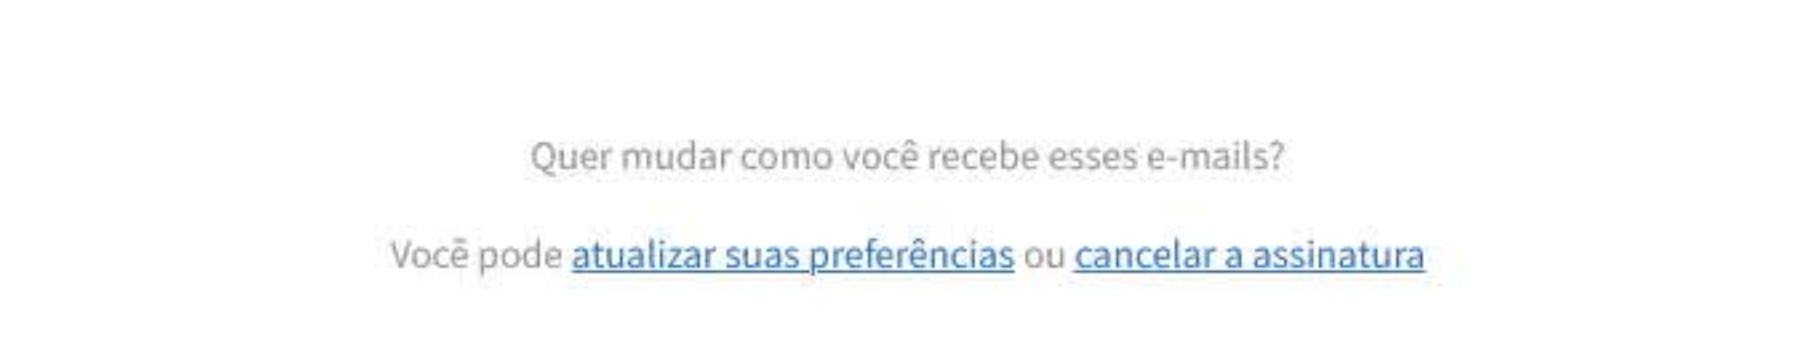 Quer mudar como você recebe esses e-mails?
Você pode atualizar suas preferências ou cancelar a assinatura